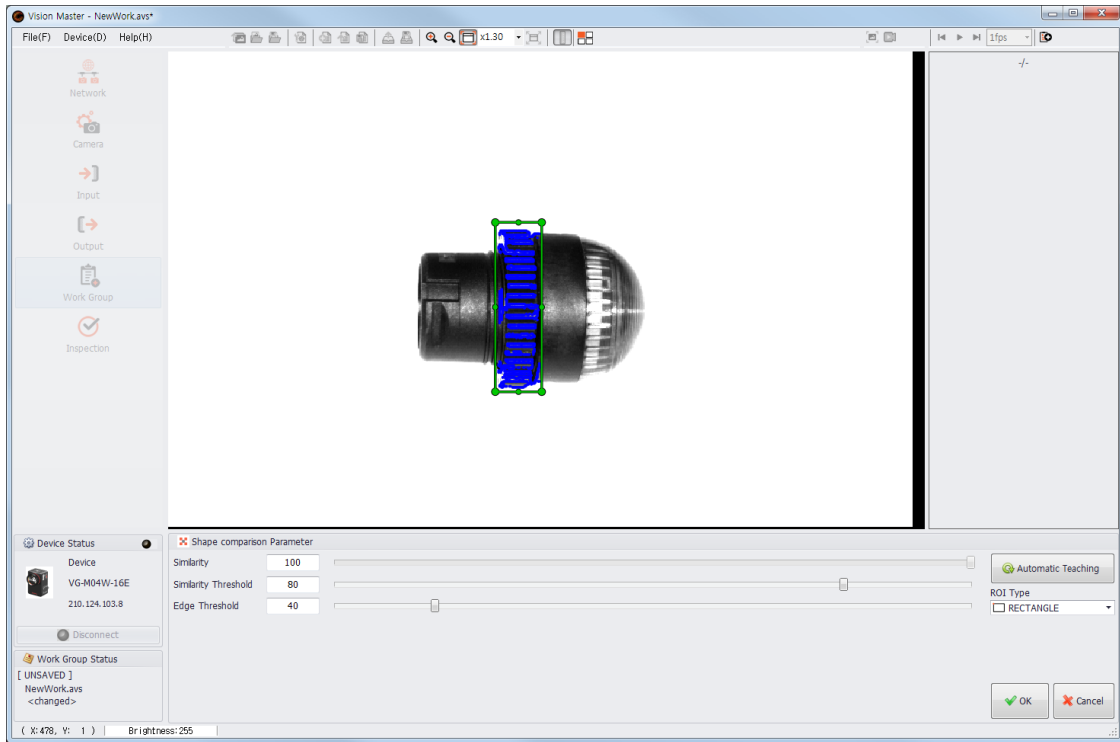 Vision Master - NewWork.avs*
File(F) Device(D) Help(H)
x1.30
1fps
-/-
Network
Camera
Input
Output
Work Group
Inspection
Device Status
Device
VG-M04W-16E
210.124.103.8
Disconnect
Work Group Status
[ UNSAVED ]
NewWork.avs
<changed>
Shape comparison Parameter
Similarity 100
Similarity Threshold 80
Edge Threshold 40
Automatic Teaching
ROI Type
RECTANGLE
OK Cancel
( X:478, Y: 1 ) Brightness:255